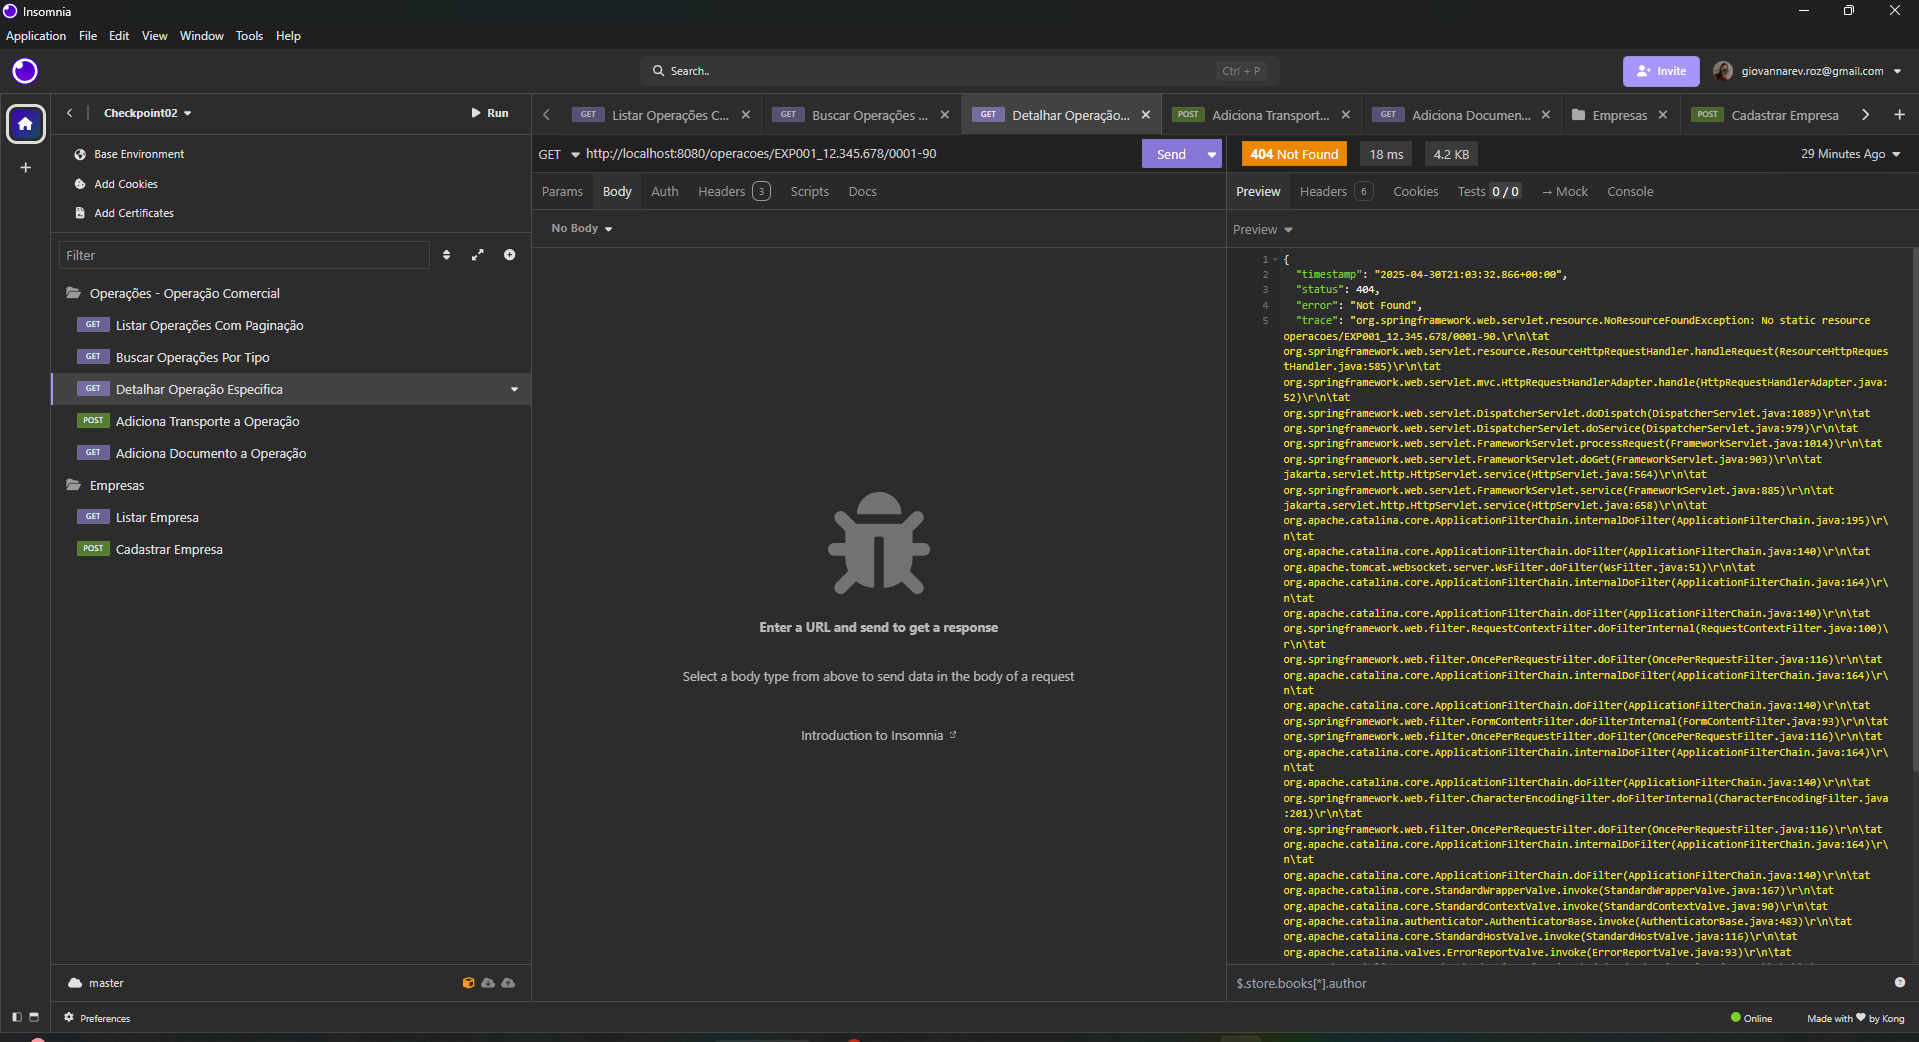 Insomnia
Application File Edit View Window Tools Help
Search.. Ctrl + P
Invite giovannarev.roz@gmail.com
Checkpoint02 Run
Base Environment
Add Cookies
Add Certificates
Filter
Operações - Operação Comercial
GET Listar Operações Com Paginação
GET Buscar Operações Por Tipo
GET Detalhar Operação Especifica
POST Adiciona Transporte a Operação
GET Adiciona Documento a Operação
Empresas
GET Listar Empresa
POST Cadastrar Empresa
master
Preferences
GET Listar Operações C... GET Buscar Operações ... GET Detalhar Operação... POST Adiciona Transport... GET Adiciona Documen... Empresas POST Cadastrar Empresa
GET http://localhost:8080/operacoes/EXP001_12.345.678/0001-90 Send
Params Body Auth Headers 3 Scripts Docs
No Body
Enter a URL and send to get a response
Select a body type from above to send data in the body of a request
Introduction to Insomnia
404 Not Found 18 ms 4.2 KB 29 Minutes Ago
Preview Headers 6 Cookies Tests 0 / 0 → Mock Console
Preview
1 {
2 "timestamp": "2025-04-30T21:03:32.866+00:00",
3 "status": 404,
4 "error": "Not Found",
5 "trace": "org.springframework.web.servlet.resource.NoResourceFoundException: No static resource
operacoes/EXP001_12.345.678/0001-90.\r\n\tat
org.springframework.web.servlet.resource.ResourceHttpRequestHandler.handleRequest(ResourceHttpReques
tHandler.java:585)\r\n\tat
org.springframework.web.servlet.mvc.HttpRequestHandlerAdapter.handle(HttpRequestHandlerAdapter.java:
52)\r\n\tat
org.springframework.web.servlet.DispatcherServlet.doDispatch(DispatcherServlet.java:1089)\r\n\tat
org.springframework.web.servlet.DispatcherServlet.doService(DispatcherServlet.java:979)\r\n\tat
org.springframework.web.servlet.FrameworkServlet.processRequest(FrameworkServlet.java:1014)\r\n\tat
org.springframework.web.servlet.FrameworkServlet.doGet(FrameworkServlet.java:903)\r\n\tat
jakarta.servlet.http.HttpServlet.service(HttpServlet.java:564)\r\n\tat
org.springframework.web.servlet.FrameworkServlet.service(FrameworkServlet.java:885)\r\n\tat
jakarta.servlet.http.HttpServlet.service(HttpServlet.java:658)\r\n\tat
org.apache.catalina.core.ApplicationFilterChain.internalDoFilter(ApplicationFilterChain.java:195)\r\
n\tat
org.apache.catalina.core.ApplicationFilterChain.doFilter(ApplicationFilterChain.java:140)\r\n\tat
org.apache.tomcat.websocket.server.WsFilter.doFilter(WsFilter.java:51)\r\n\tat
org.apache.catalina.core.ApplicationFilterChain.internalDoFilter(ApplicationFilterChain.java:164)\r\
n\tat
org.apache.catalina.core.ApplicationFilterChain.doFilter(ApplicationFilterChain.java:140)\r\n\tat
org.springframework.web.filter.RequestContextFilter.doFilterInternal(RequestContextFilter.java:100)\
r\n\tat
org.springframework.web.filter.OncePerRequestFilter.doFilter(OncePerRequestFilter.java:116)\r\n\tat
org.apache.catalina.core.ApplicationFilterChain.internalDoFilter(ApplicationFilterChain.java:164)\r\
n\tat
org.apache.catalina.core.ApplicationFilterChain.doFilter(ApplicationFilterChain.java:140)\r\n\tat
org.springframework.web.filter.FormContentFilter.doFilterInternal(FormContentFilter.java:93)\r\n\tat
org.springframework.web.filter.OncePerRequestFilter.doFilter(OncePerRequestFilter.java:116)\r\n\tat
org.apache.catalina.core.ApplicationFilterChain.internalDoFilter(ApplicationFilterChain.java:164)\r\
n\tat
org.apache.catalina.core.ApplicationFilterChain.doFilter(ApplicationFilterChain.java:140)\r\n\tat
org.springframework.web.filter.CharacterEncodingFilter.doFilterInternal(CharacterEncodingFilter.java
:201)\r\n\tat
org.springframework.web.filter.OncePerRequestFilter.doFilter(OncePerRequestFilter.java:116)\r\n\tat
org.apache.catalina.core.ApplicationFilterChain.internalDoFilter(ApplicationFilterChain.java:164)\r\
n\tat
org.apache.catalina.core.ApplicationFilterChain.doFilter(ApplicationFilterChain.java:140)\r\n\tat
org.apache.catalina.core.StandardWrapperValve.invoke(StandardWrapperValve.java:167)\r\n\tat
org.apache.catalina.core.StandardContextValve.invoke(StandardContextValve.java:90)\r\n\tat
org.apache.catalina.authenticator.AuthenticatorBase.invoke(AuthenticatorBase.java:483)\r\n\tat
org.apache.catalina.core.StandardHostValve.invoke(StandardHostValve.java:116)\r\n\tat
org.apache.catalina.valves.ErrorReportValve.invoke(ErrorReportValve.java:93)\r\n\tat
$.store.books[*].author
Online Made with ♥ by Kong